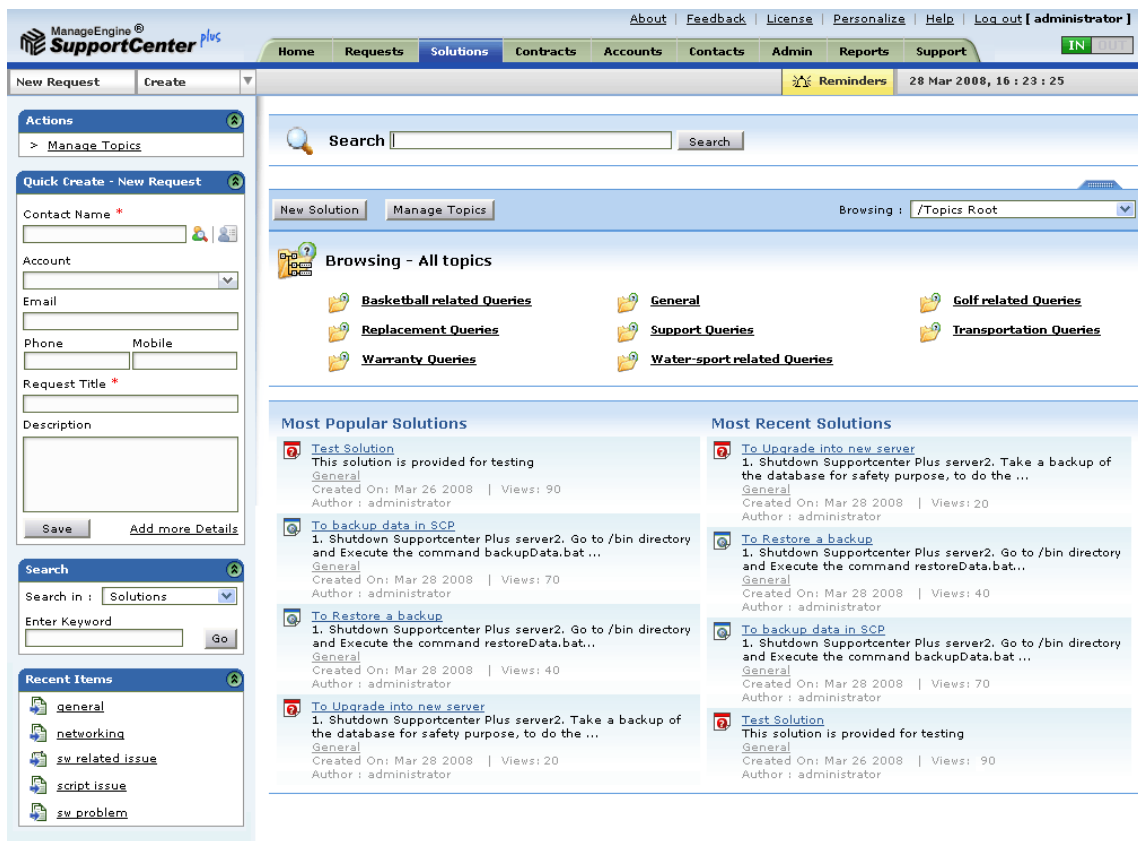 About | Feedback | License | Personalize | Help | Log out [ administrator ]
ManageEngine ®
SupportCenter plus
Home Requests Solutions Contracts Accounts Contacts Admin Reports Support
IN OUT
New Request Create
Reminders 28 Mar 2008, 16 : 23 : 25
Actions
> Manage Topics
Quick Create - New Request
Contact Name *
Account
Email
Phone Mobile
Request Title *
Description
Save Add more Details
Search
Search in : Solutions
Enter Keyword
Go
Recent Items
general
networking
sw related issue
script issue
sw problem
Search
Search
New Solution Manage Topics Browsing : /Topics Root
Browsing - All topics
Basketball related Queries General Golf related Queries
Replacement Queries Support Queries Transportation Queries
Warranty Queries Water-sport related Queries
Most Popular Solutions
Test Solution
This solution is provided for testing
General
Created On: Mar 26 2008 | Views: 90
Author : administrator
To backup data in SCP
1. Shutdown Supportcenter Plus server2. Go to /bin directory
and Execute the command backupData.bat ...
General
Created On: Mar 28 2008 | Views: 70
Author : administrator
To Restore a backup
1. Shutdown Supportcenter Plus server2. Go to /bin directory
and Execute the command restoreData.bat...
General
Created On: Mar 28 2008 | Views: 40
Author : administrator
To Upgrade into new server
1. Shutdown Supportcenter Plus server2. Take a backup of
the database for safety purpose, to do the ...
General
Created On: Mar 28 2008 | Views: 20
Author : administrator
Most Recent Solutions
To Upgrade into new server
1. Shutdown Supportcenter Plus server2. Take a backup of
the database for safety purpose, to do the ...
General
Created On: Mar 28 2008 | Views: 20
Author : administrator
To Restore a backup
1. Shutdown Supportcenter Plus server2. Go to /bin directory
and Execute the command restoreData.bat...
General
Created On: Mar 28 2008 | Views: 40
Author : administrator
To backup data in SCP
1. Shutdown Supportcenter Plus server2. Go to /bin directory
and Execute the command backupData.bat ...
General
Created On: Mar 28 2008 | Views: 70
Author : administrator
Test Solution
This solution is provided for testing
General
Created On: Mar 26 2008 | Views: 90
Author : administrator